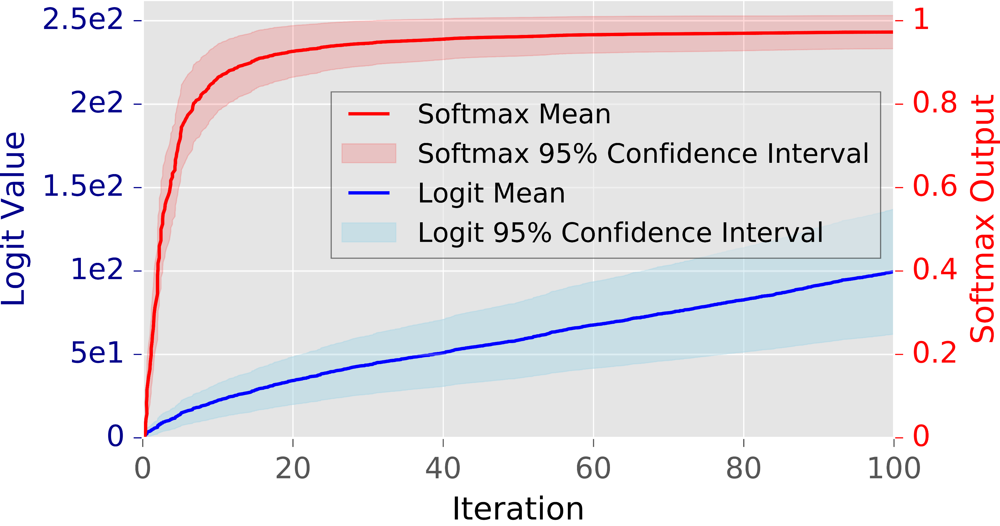 Logit Value
2.5e2
2e2
1.5e2
1e2
5e1
0
Softmax Mean
Softmax 95% Confidence Interval
Logit Mean
Logit 95% Confidence Interval
1
0.8
0.6
0.4
0.2
0
Softmax Output
0 20 40 60 80 100
Iteration